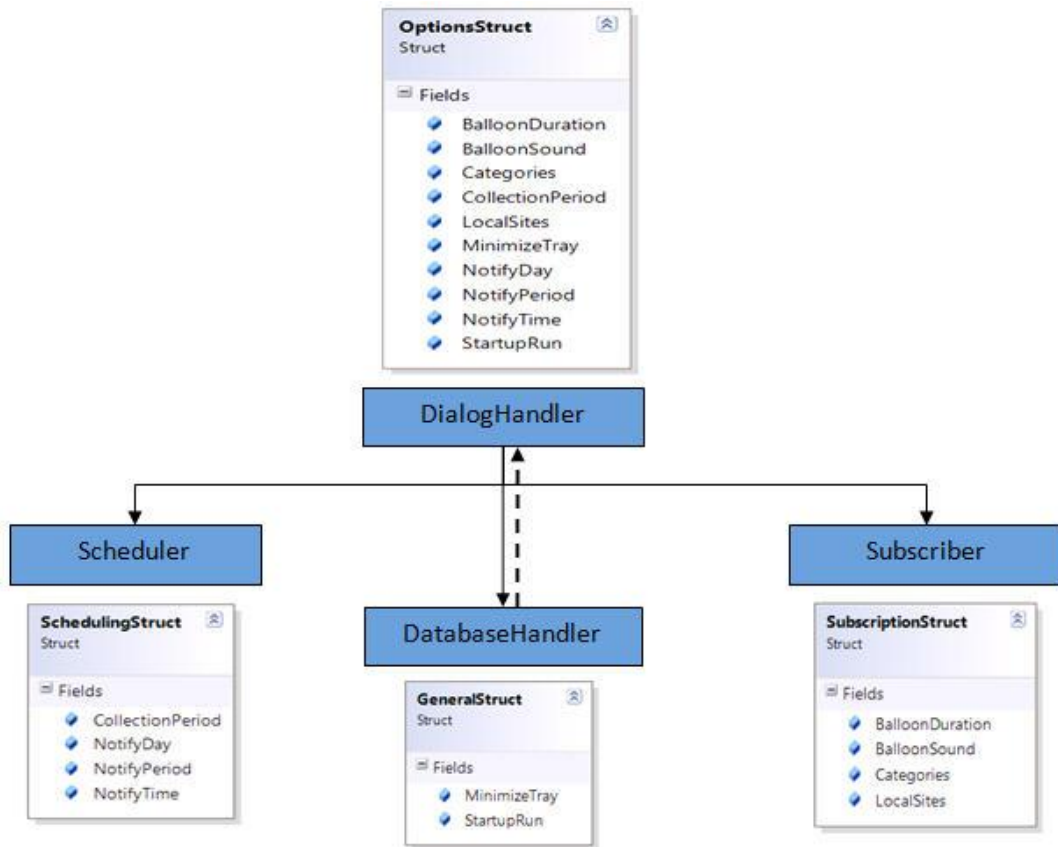 OptionsStruct
Struct
Fields
BalloonDuration
BalloonSound
Categories
CollectionPeriod
LocalSites
MinimizeTray
NotifyDay
NotifyPeriod
NotifyTime
StartupRun
DialogHandler
Scheduler
Subscriber
DatabaseHandler
SchedulingStruct
Struct
Fields
CollectionPeriod
NotifyDay
NotifyPeriod
NotifyTime
GeneralStruct
Struct
Fields
MinimizeTray
StartupRun
SubscriptionStruct
Struct
Fields
BalloonDuration
BalloonSound
Categories
LocalSites